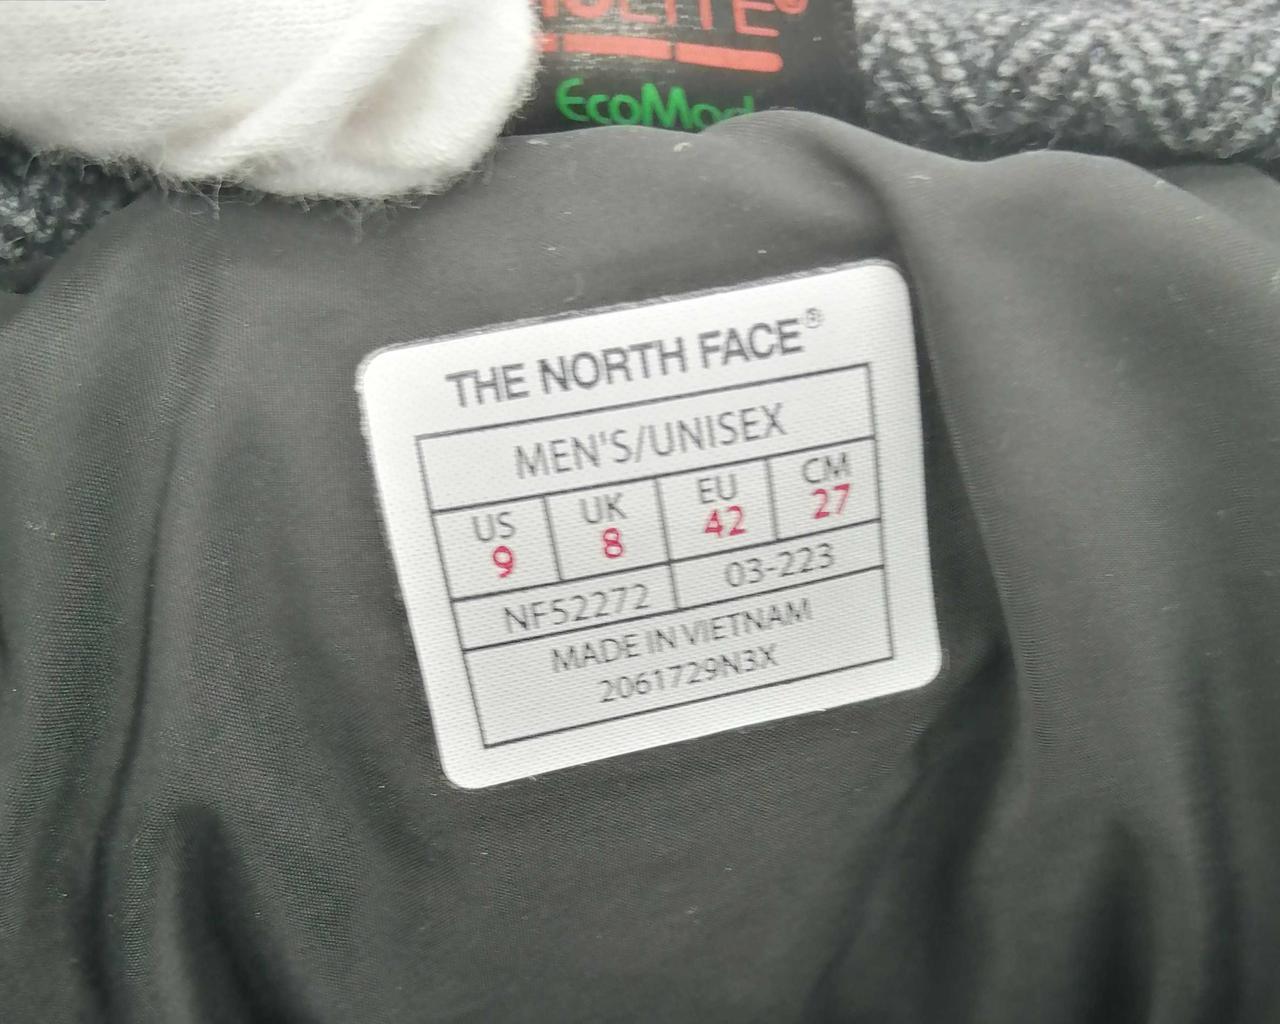 EcoMod
THE NORTH FACE®
MEN'S/UNISEX
US UK EU CM
9 8 42 27
NF52272 03-223
MADE IN VIETNAM
2061729N3X